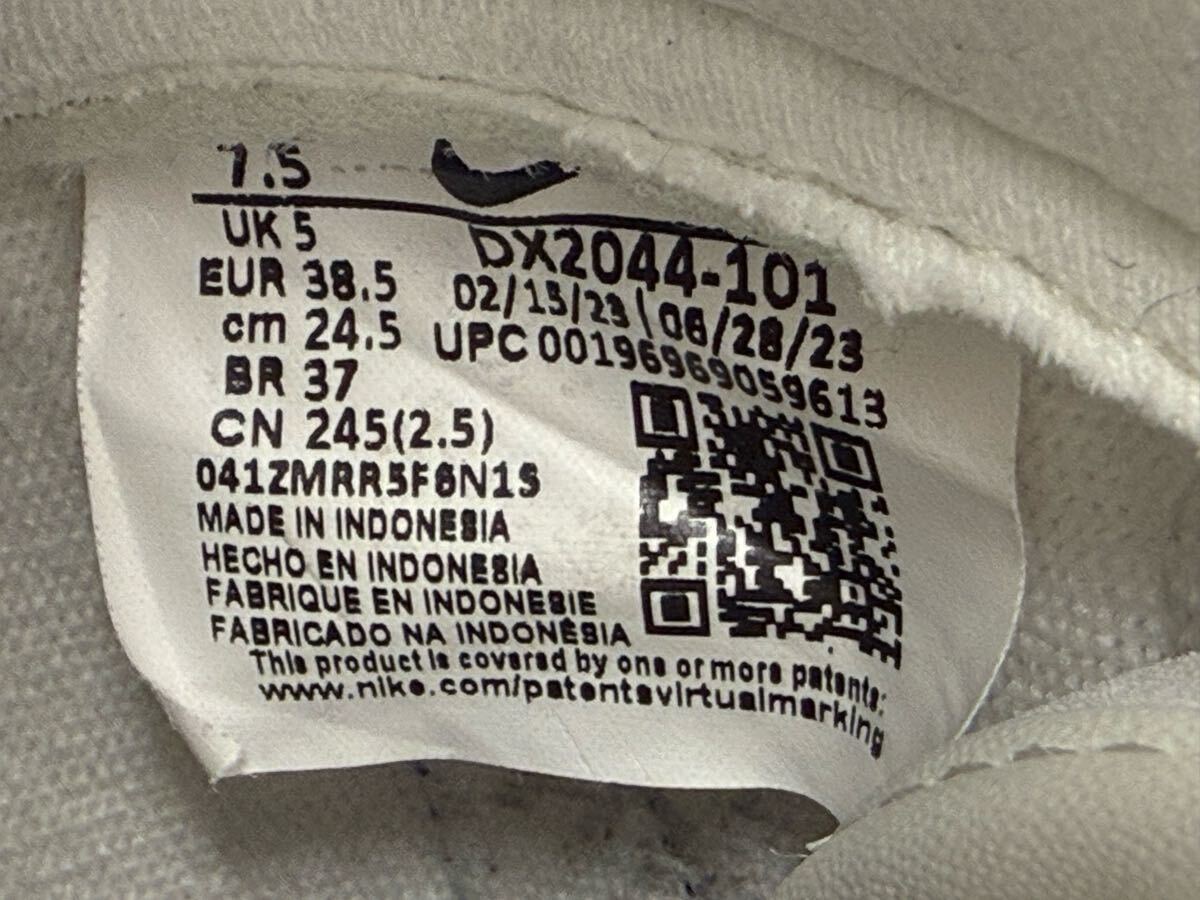 7.5
UK 5
EUR 38.5
cm 24.5
BR 37
CN 245(2.5)
DX2044-101
02/15/23 | 06/28/23
UPC 00196969059613
041ZMRR5F6N1S
MADE IN INDONESIA
HECHO EN INDONESIA
FABRIQUE EN INDONESIE
FABRICADO NA INDONÉSIA
This product is covered by one or more patents:
www.nike.com/patentsvirtualmarking